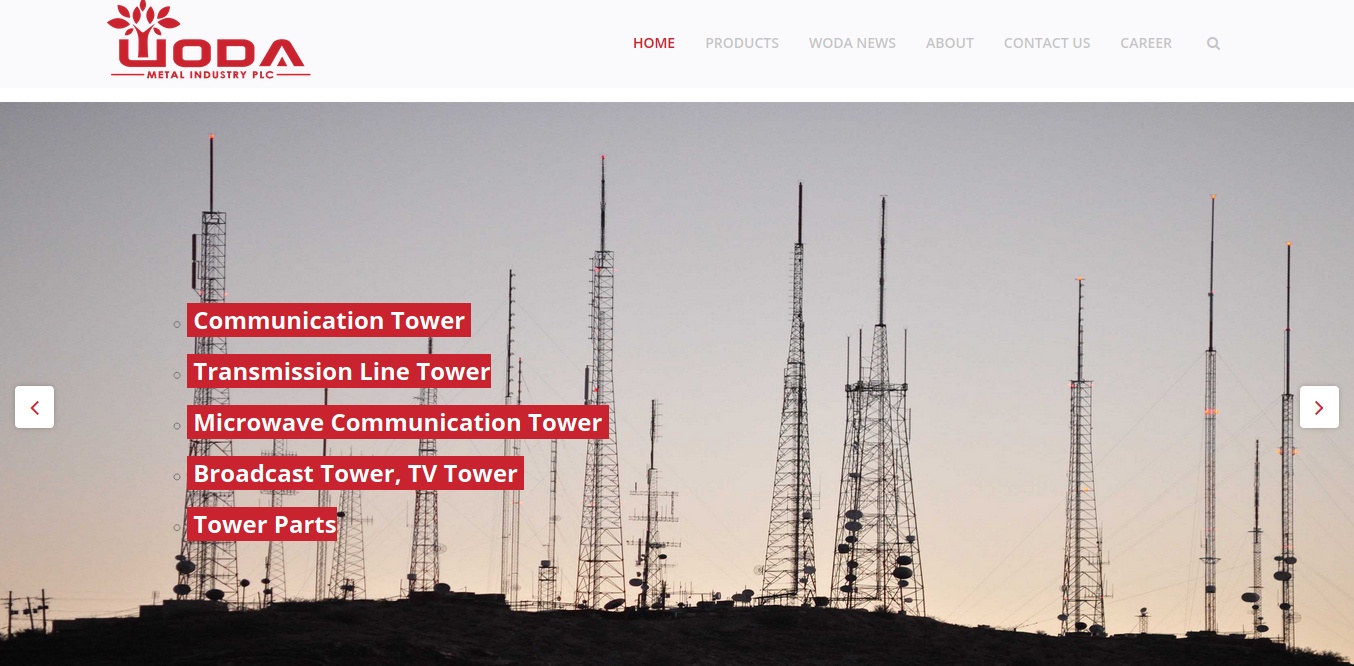 WODA
METAL INDUSTRY PLC
HOME PRODUCTS WODA NEWS ABOUT CONTACT US CAREER
Communication Tower
Transmission Line Tower
Microwave Communication Tower
Broadcast Tower, TV Tower
Tower Parts